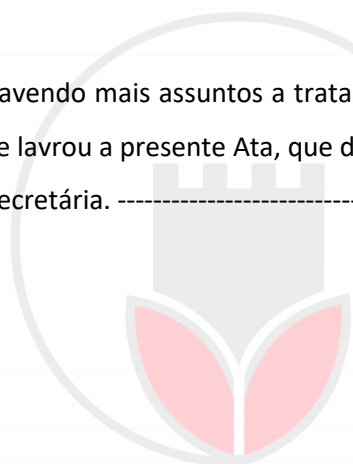 avendo mais assuntos a trata
e lavrou a presente Ata, que d
ecretária. ---------------------------